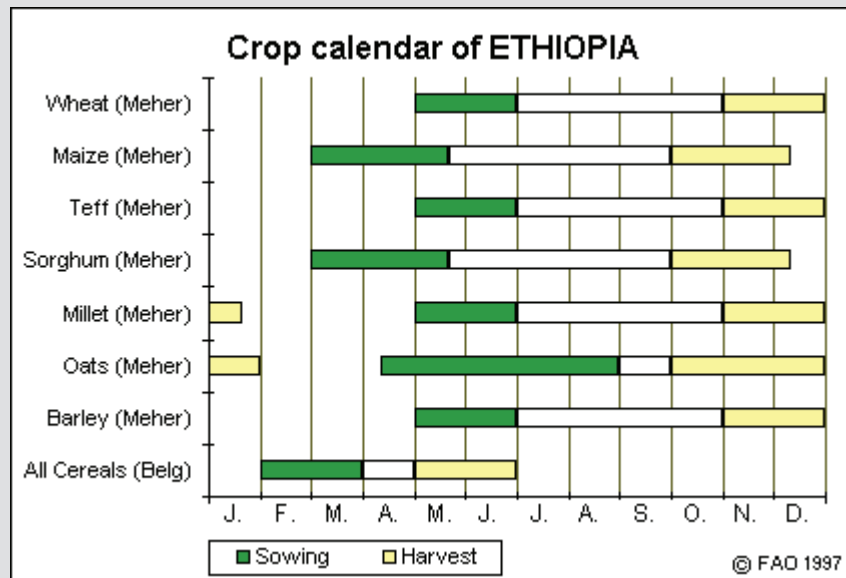 Crop calendar of ETHIOPIA
Wheat (Meher)
Maize (Meher)
Teff (Meher)
Sorghum (Meher)
Millet (Meher)
Oats (Meher)
Barley (Meher)
All Cereals (Belg)
J. F. M. A. M. J. J. A. S. O. N. D.
Sowing Harvest
© FAO 1997